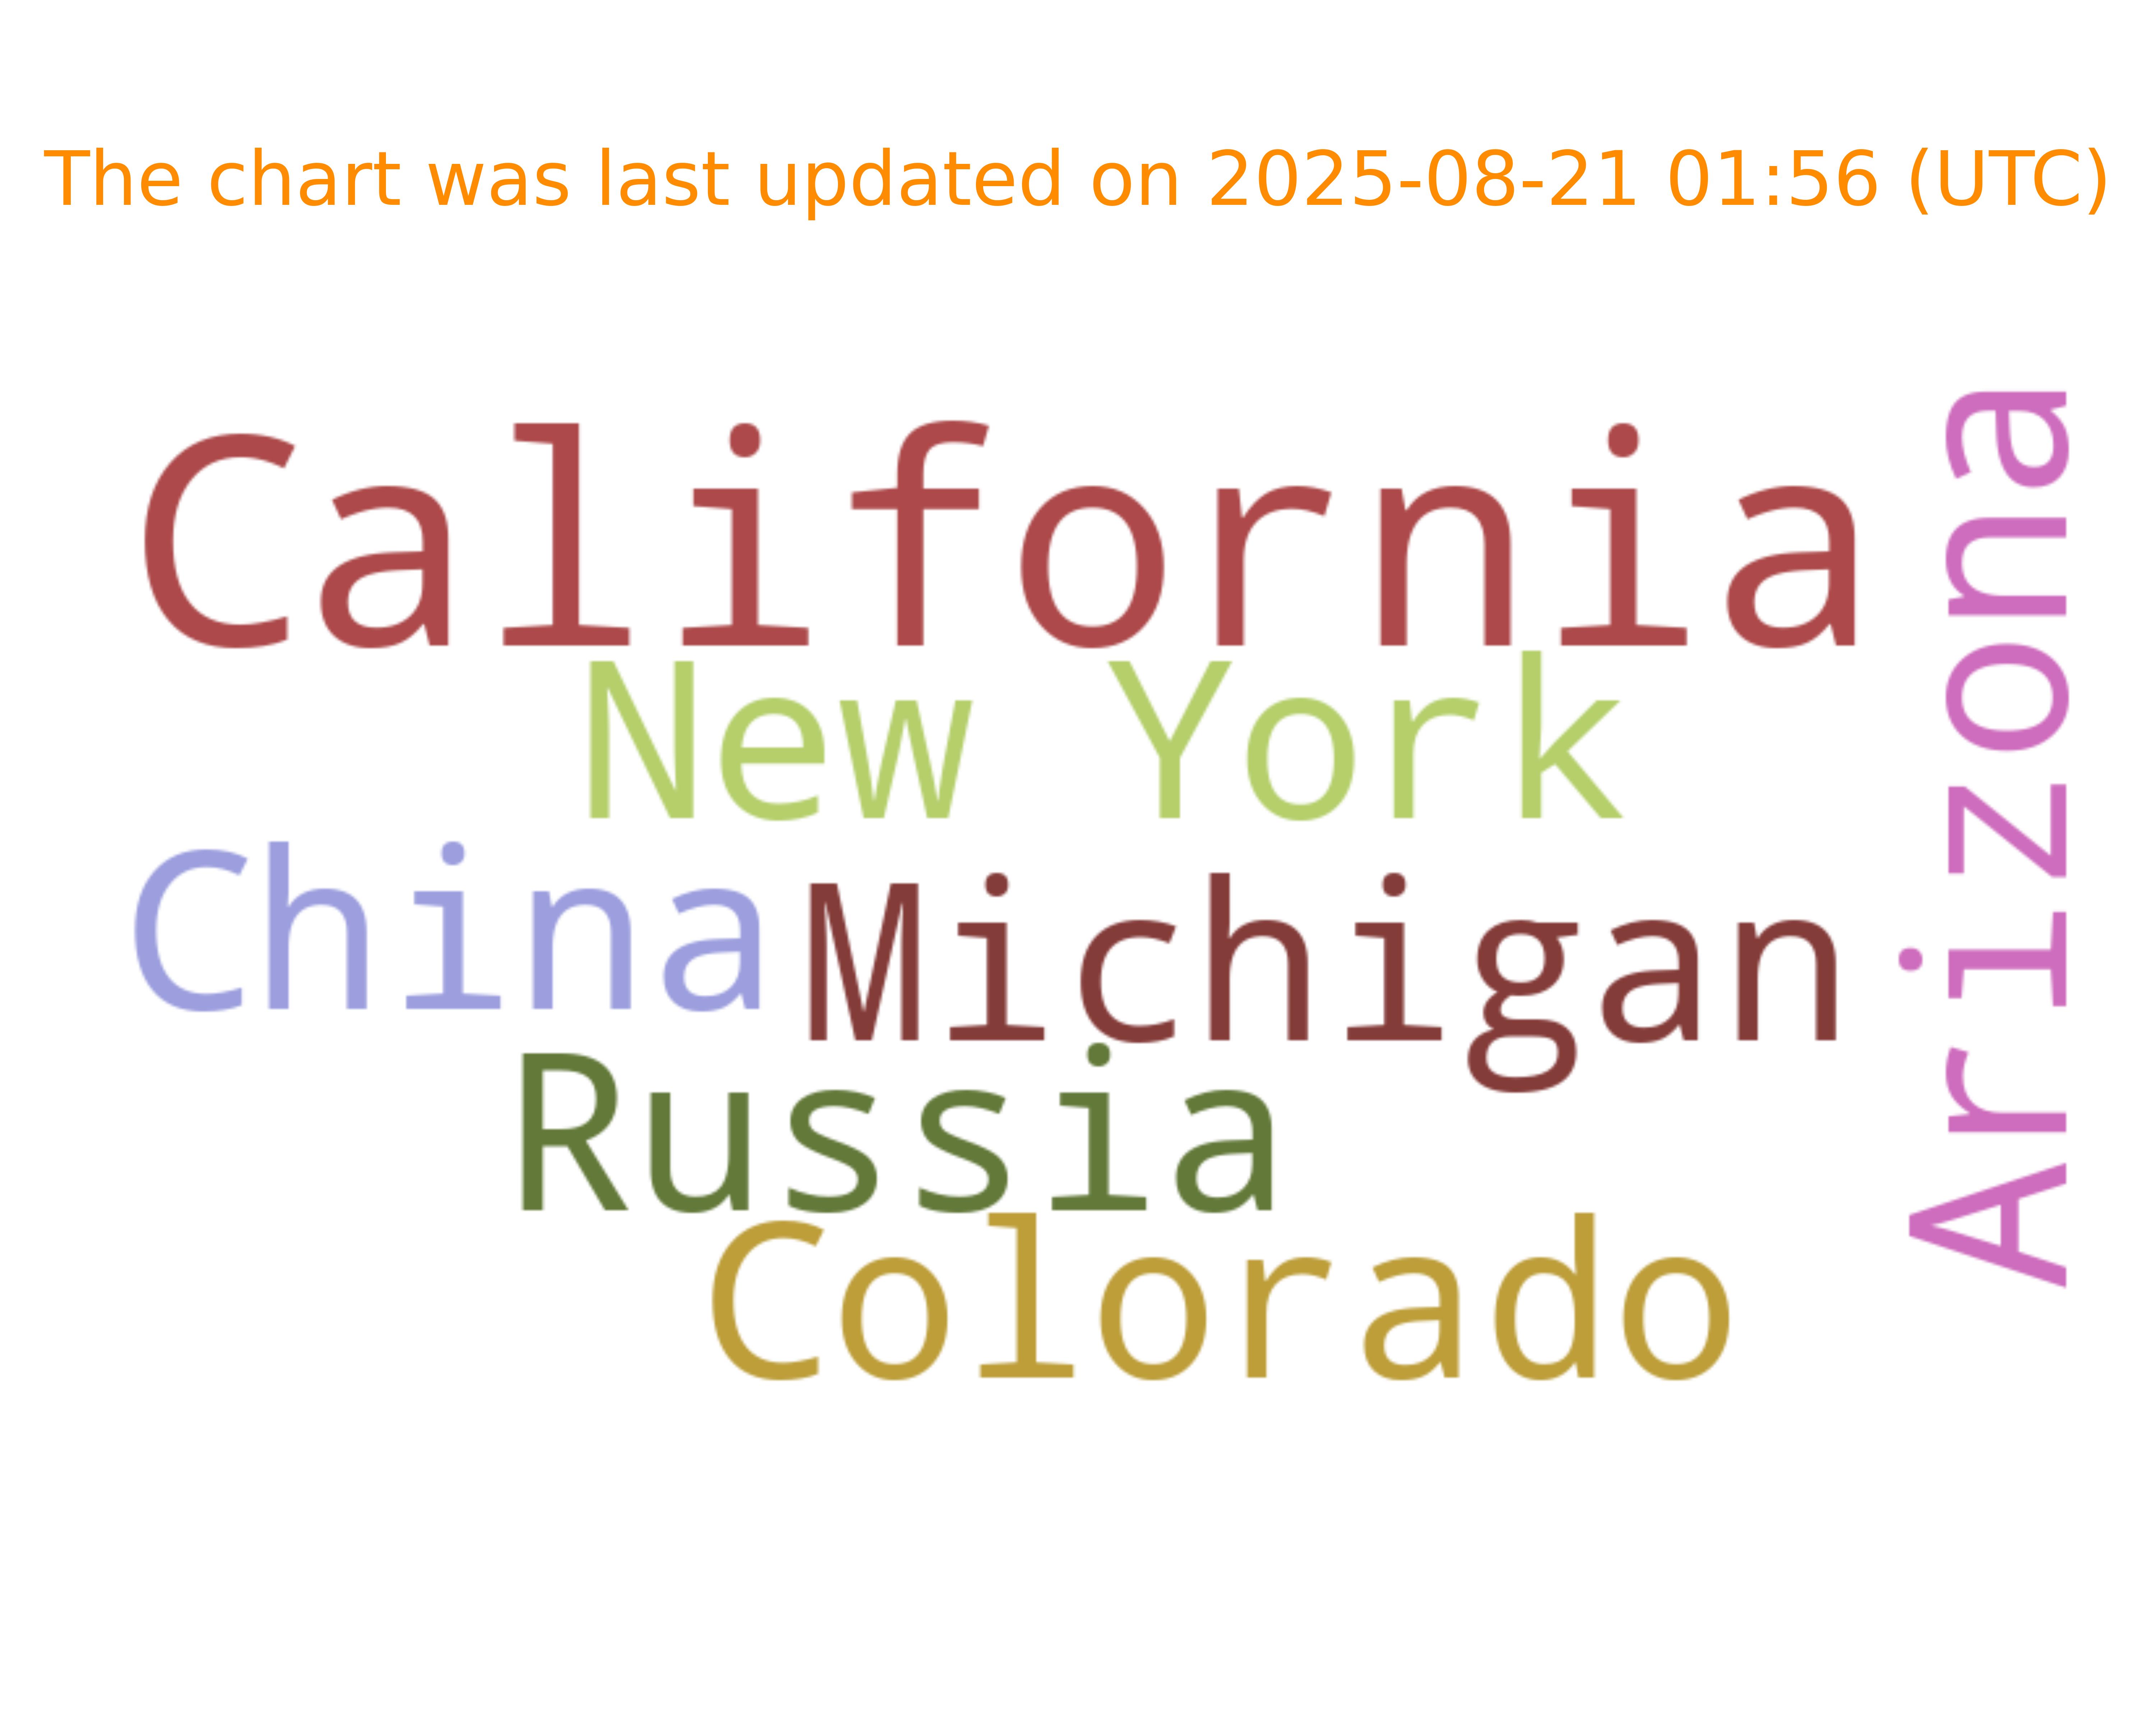 The chart was last updated on 2025-08-21 01:56 (UTC)
California
New York
China
Michigan
Russia
Colorado
Arizona